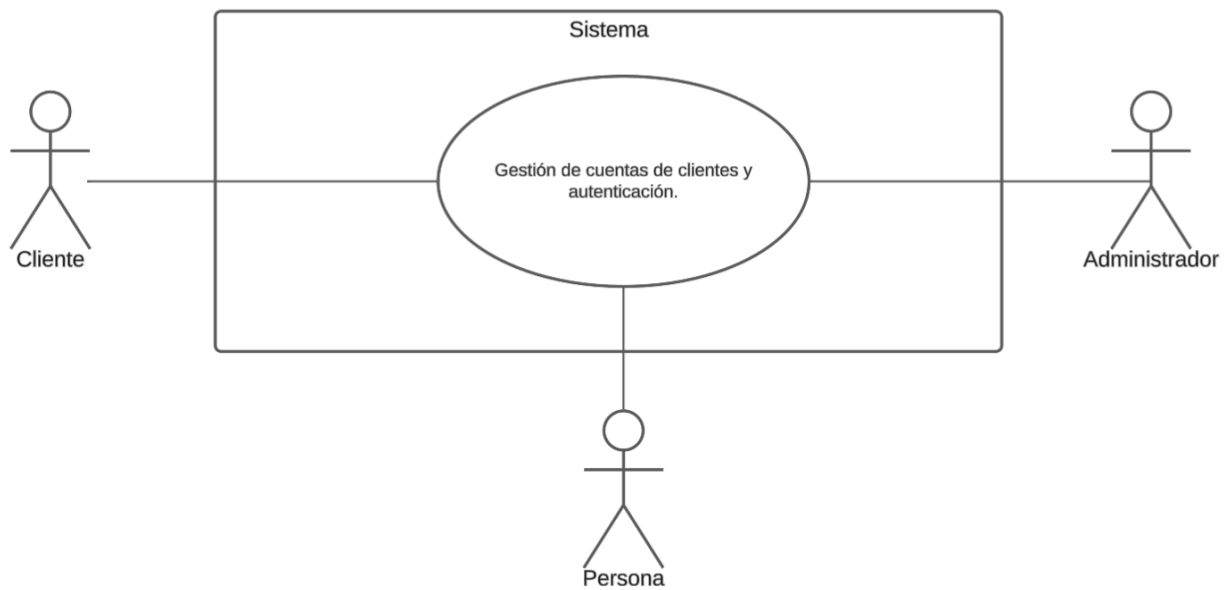 Sistema
Gestión de cuentas de clientes y
autenticación.
Cliente
Administrador
Persona